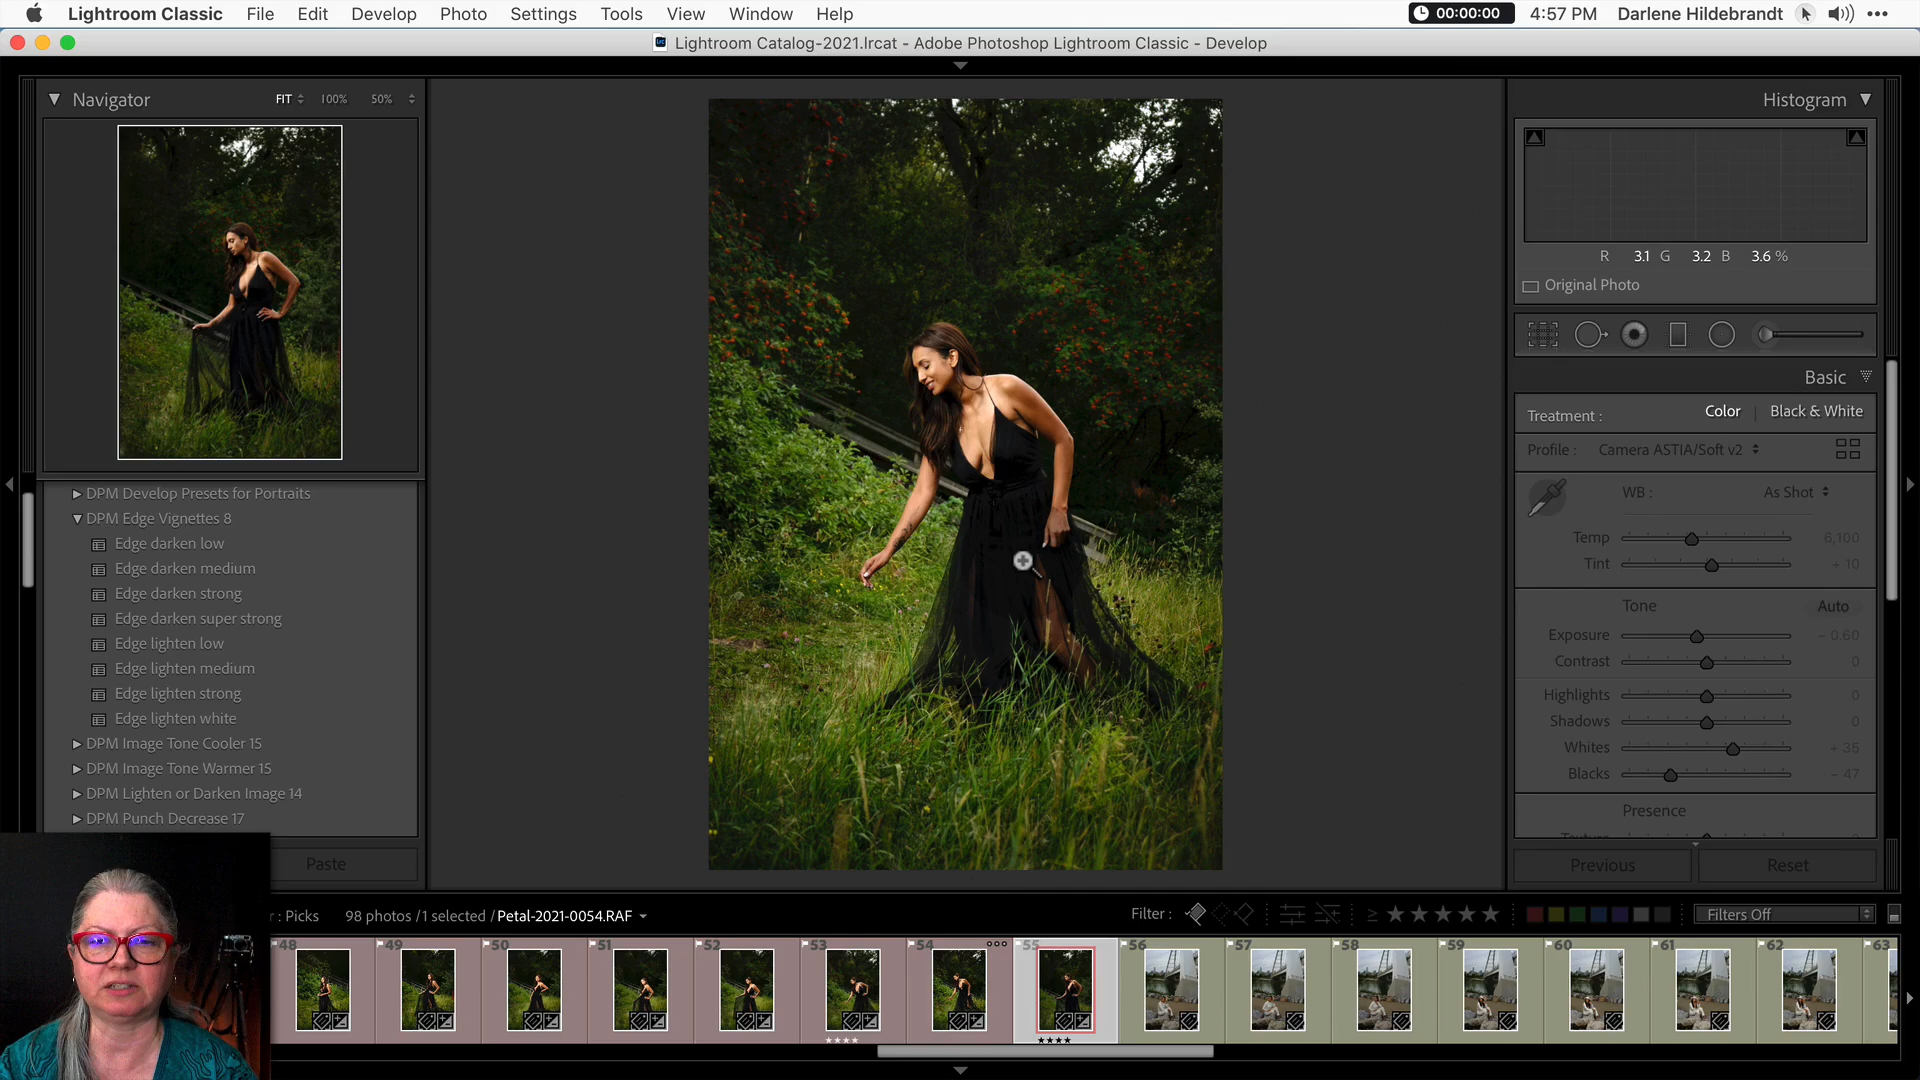 Lightroom Classic File Edit Develop Photo Settings Tools View Window Help 00:00:00 4:57 PM Darlene Hildebrandt
Lightroom Catalog-2021.lrcat - Adobe Photoshop Lightroom Classic - Develop
Navigator FIT 100% 50%
DPM Develop Presets for Portraits
DPM Edge Vignettes 8
Edge darken low
Edge darken medium
Edge darken strong
Edge darken super strong
Edge lighten low
Edge lighten medium
Edge lighten strong
Edge lighten white
DPM Image Tone Cooler 15
DPM Image Tone Warmer 15
DPM Lighten or Darken Image 14
DPM Punch Decrease 17
Paste
Histogram
R 3.1 G 3.2 B 3.6 %
Original Photo
Basic
Treatment : Color Black & White
Profile : Camera ASTIA/Soft v2
WB : As Shot
Temp 6,100
Tint + 10
Tone Auto
Exposure - 0.60
Contrast 0
Highlights 0
Shadows 0
Whites + 35
Blacks - 47
Presence
Previous Reset
: Picks 98 photos / 1 selected / Petal-2021-0054.RAF Filter : Filters Off
48 49 50 51 52 53 54 55 56 57 58 59 60 61 62 63